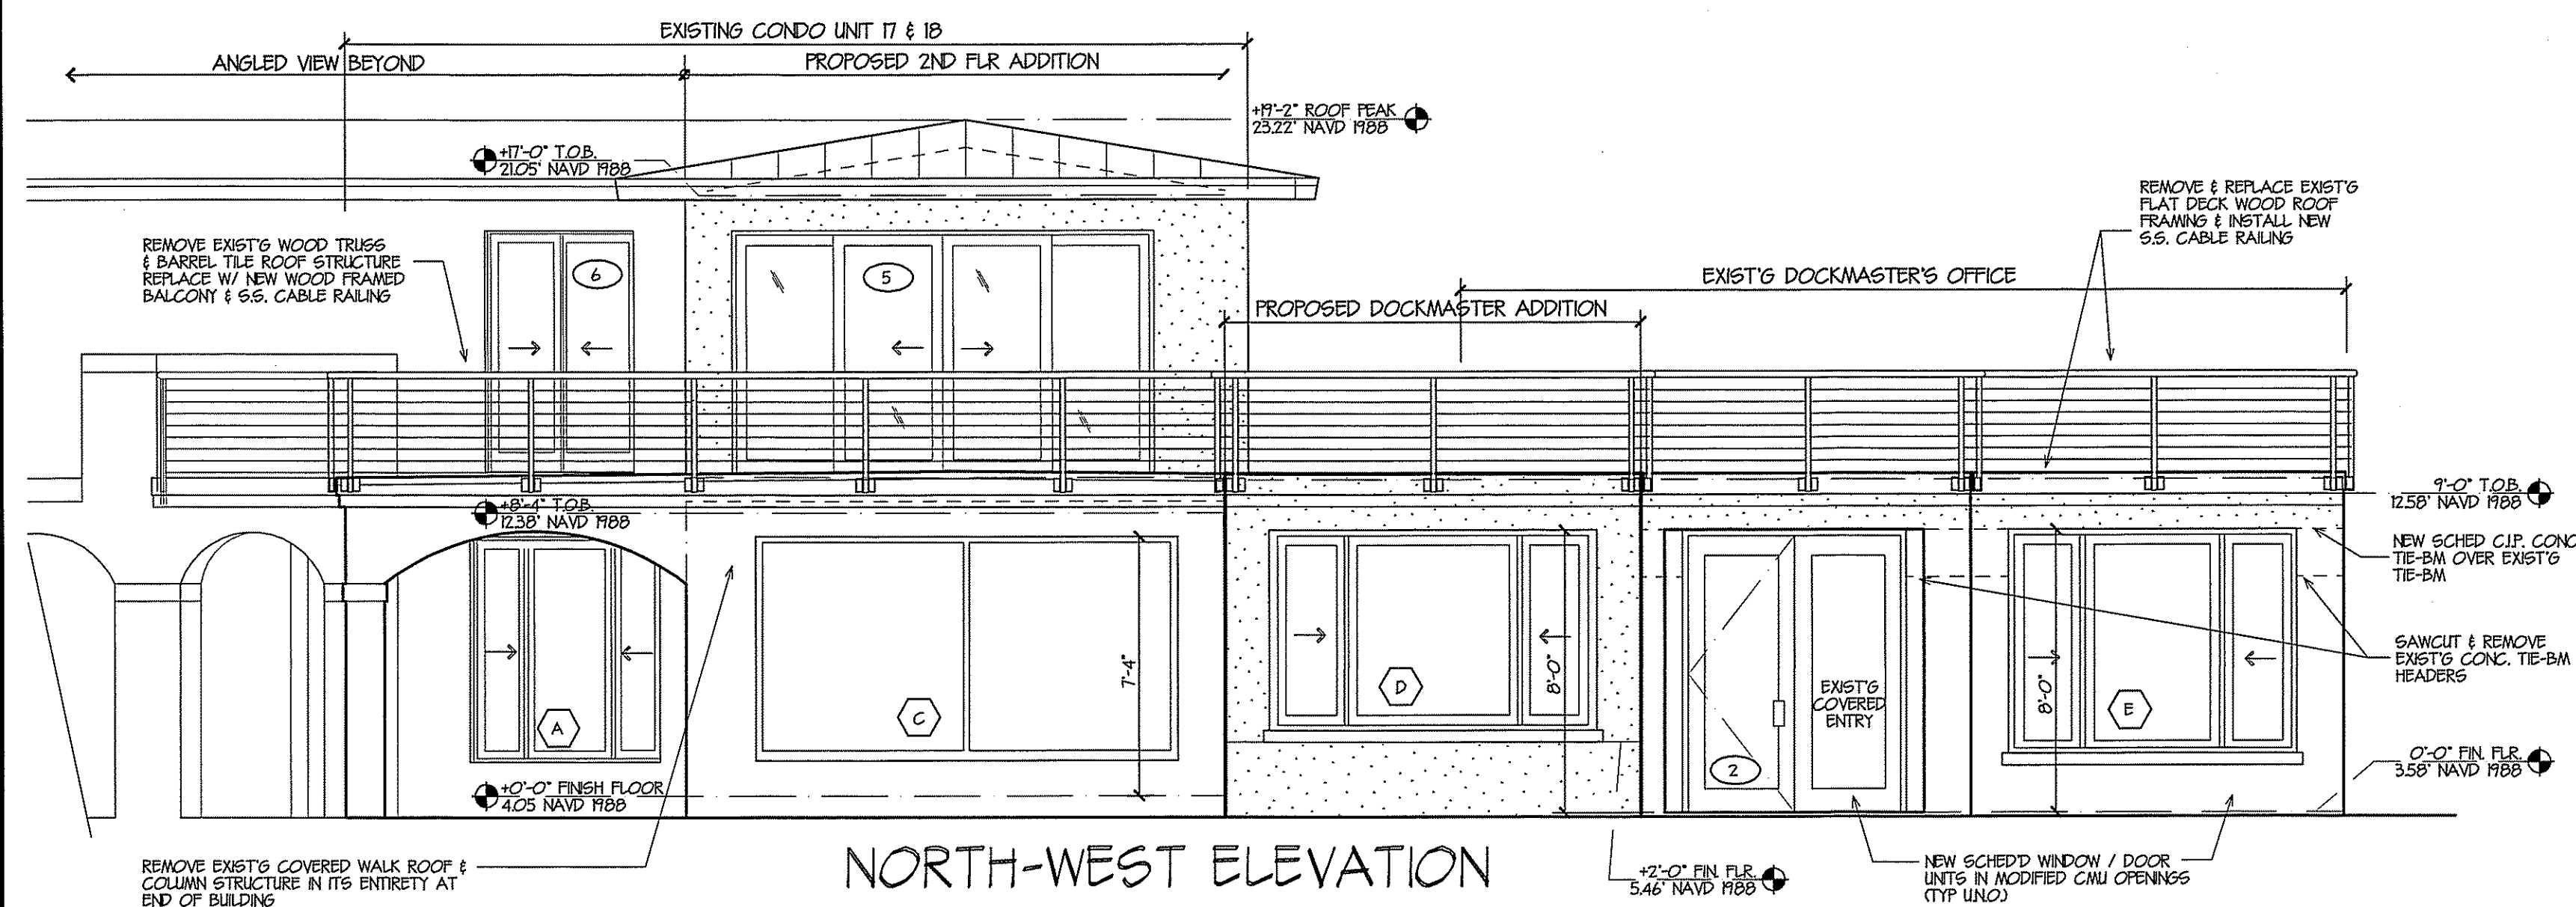 EXISTING CONDO UNIT 17 & 18
ANGLED VIEW BEYOND
PROPOSED 2ND FLR ADDITION
+19'-2" ROOF PEAK
23.22' NAVD 1988
+17'-0" T.O.B.
21.05' NAVD 1988
REMOVE & REPLACE EXIST'G
FLAT DECK WOOD ROOF
FRAMING & INSTALL NEW
S.S. CABLE RAILING
REMOVE EXIST'G WOOD TRUSS
& BARREL TILE ROOF STRUCTURE
REPLACE W/ NEW WOOD FRAMED
BALCONY & S.S. CABLE RAILING
6
5
EXIST'G DOCKMASTER'S OFFICE
PROPOSED DOCKMASTER ADDITION
+8'-4" T.O.B.
12.38' NAVD 1988
9'-0" T.O.B.
12.58' NAVD 1988
NEW SCHED C.I.P. CONC
TIE-BM OVER EXIST'G
TIE-BM
SAWCUT & REMOVE
EXIST'G CONC. TIE-BM
HEADERS
7'-4"
8'-0"
8'-0"
A
C
D
E
EXIST'G
COVERED
ENTRY
2
+0'-0" FINISH FLOOR
4.05 NAVD 1988
0'-0" FIN. FLR.
3.58' NAVD 1988
REMOVE EXIST'G COVERED WALK ROOF &
COLUMN STRUCTURE IN ITS ENTIRETY AT
END OF BUILDING
NORTH-WEST ELEVATION
+2'-0" FIN. FLR.
5.46' NAVD 1988
NEW SCHED'D WINDOW / DOOR
UNITS IN MODIFIED CMU OPENINGS
(TYP U.N.O.)